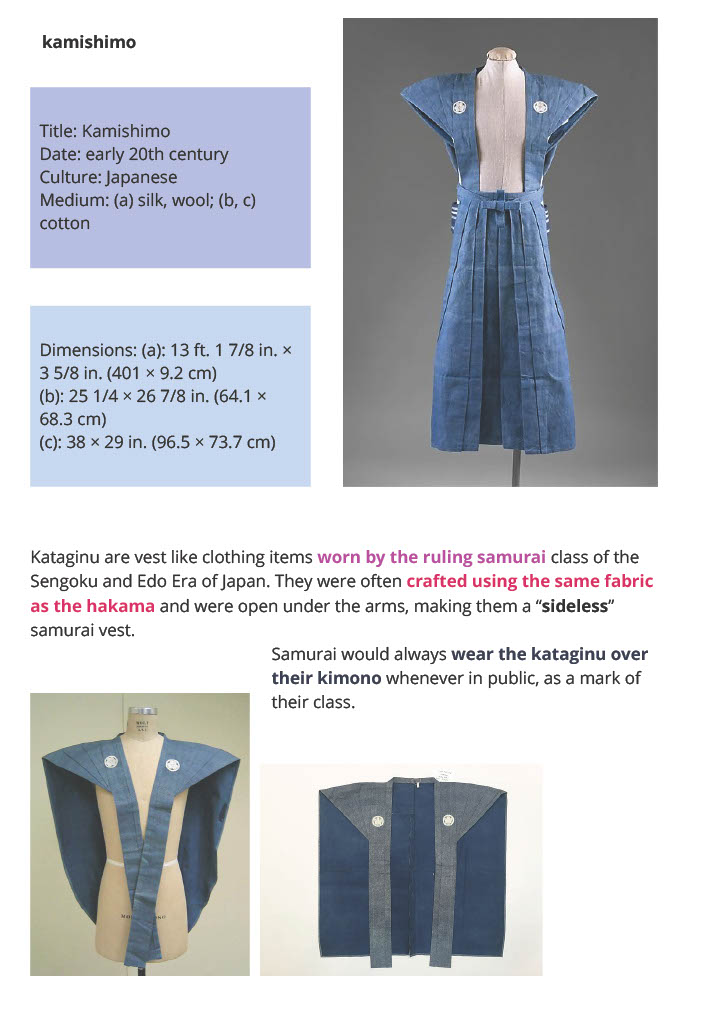 kamishimo
Title: Kamishimo
Date: early 20th century
Culture: Japanese
Medium: (a) silk, wool; (b, c)
cotton
Dimensions: (a): 13 ft. 1 7/8 in. ×
3 5/8 in. (401 × 9.2 cm)
(b): 25 1/4 × 26 7/8 in. (64.1 ×
68.3 cm)
(c): 38 × 29 in. (96.5 × 73.7 cm)
Kataginu are vest like clothing items worn by the ruling samurai class of the
Sengoku and Edo Era of Japan. They were often crafted using the same fabric
as the hakama and were open under the arms, making them a “sideless”
samurai vest.
Samurai would always wear the kataginu over
their kimono whenever in public, as a mark of
their class.